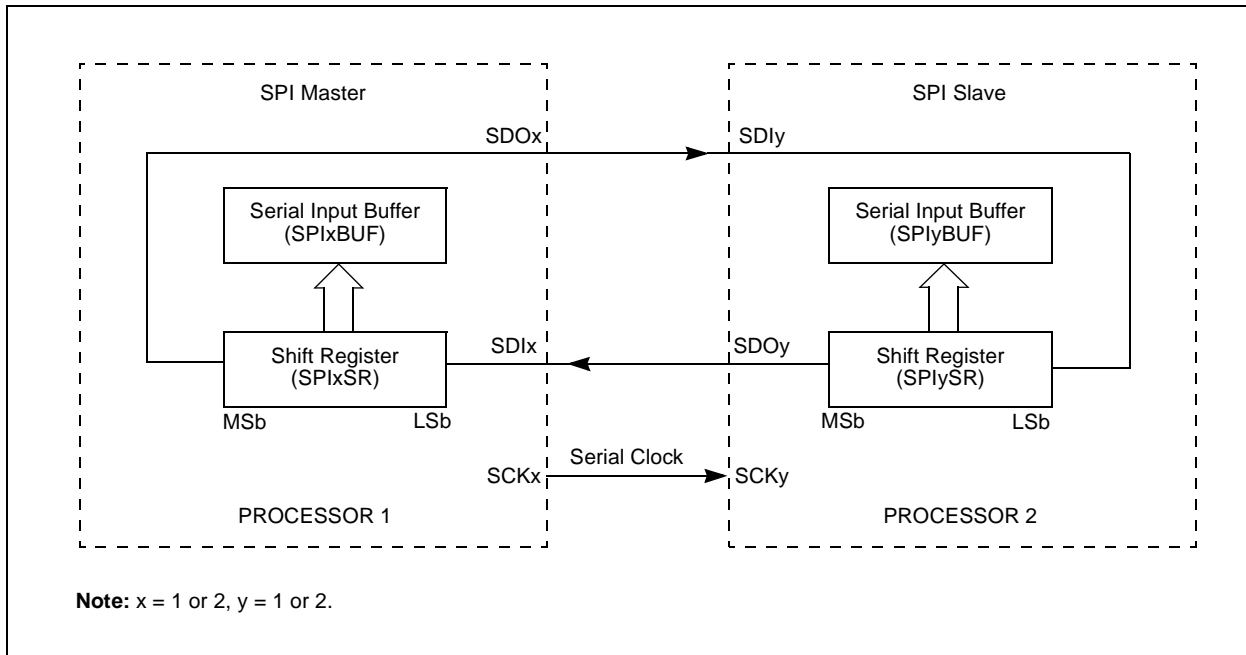 SPI Master
SPI Slave
SDOx
SDIy
Serial Input Buffer
(SPIxBUF)
Serial Input Buffer
(SPIyBUF)
Shift Register
(SPIxSR)
SDIx
SDOy
Shift Register
(SPIySR)
MSb
LSb
MSb
LSb
Serial Clock
SCKx
SCKy
PROCESSOR 1
PROCESSOR 2
Note: x = 1 or 2, y = 1 or 2.